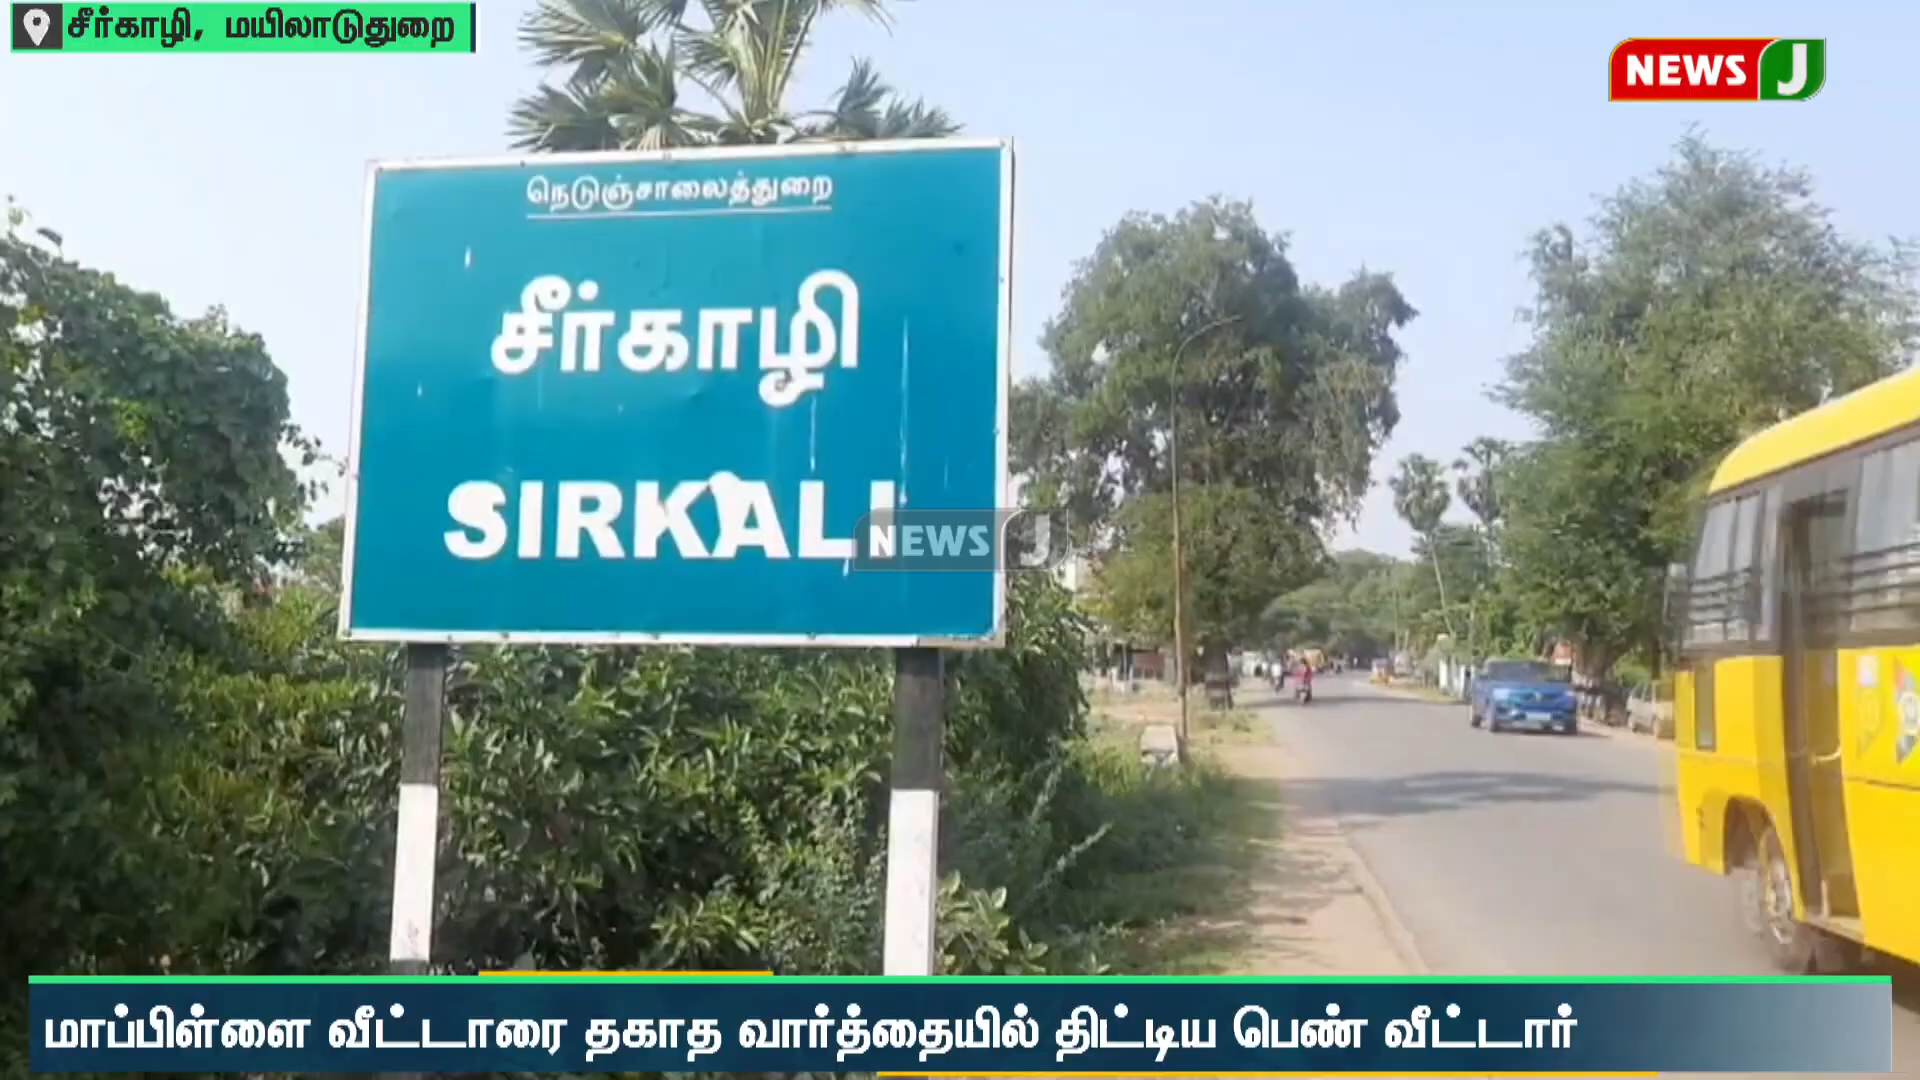 சீர்காழி, மயிலாடுதுறை
NEWS J
நெடுஞ்சாலைத்துறை
சீர்காழி
SIRKALI
NEWS J
மாப்பிள்ளை வீட்டாரை தகாத வார்த்தையில் திட்டிய பெண் வீட்டார்